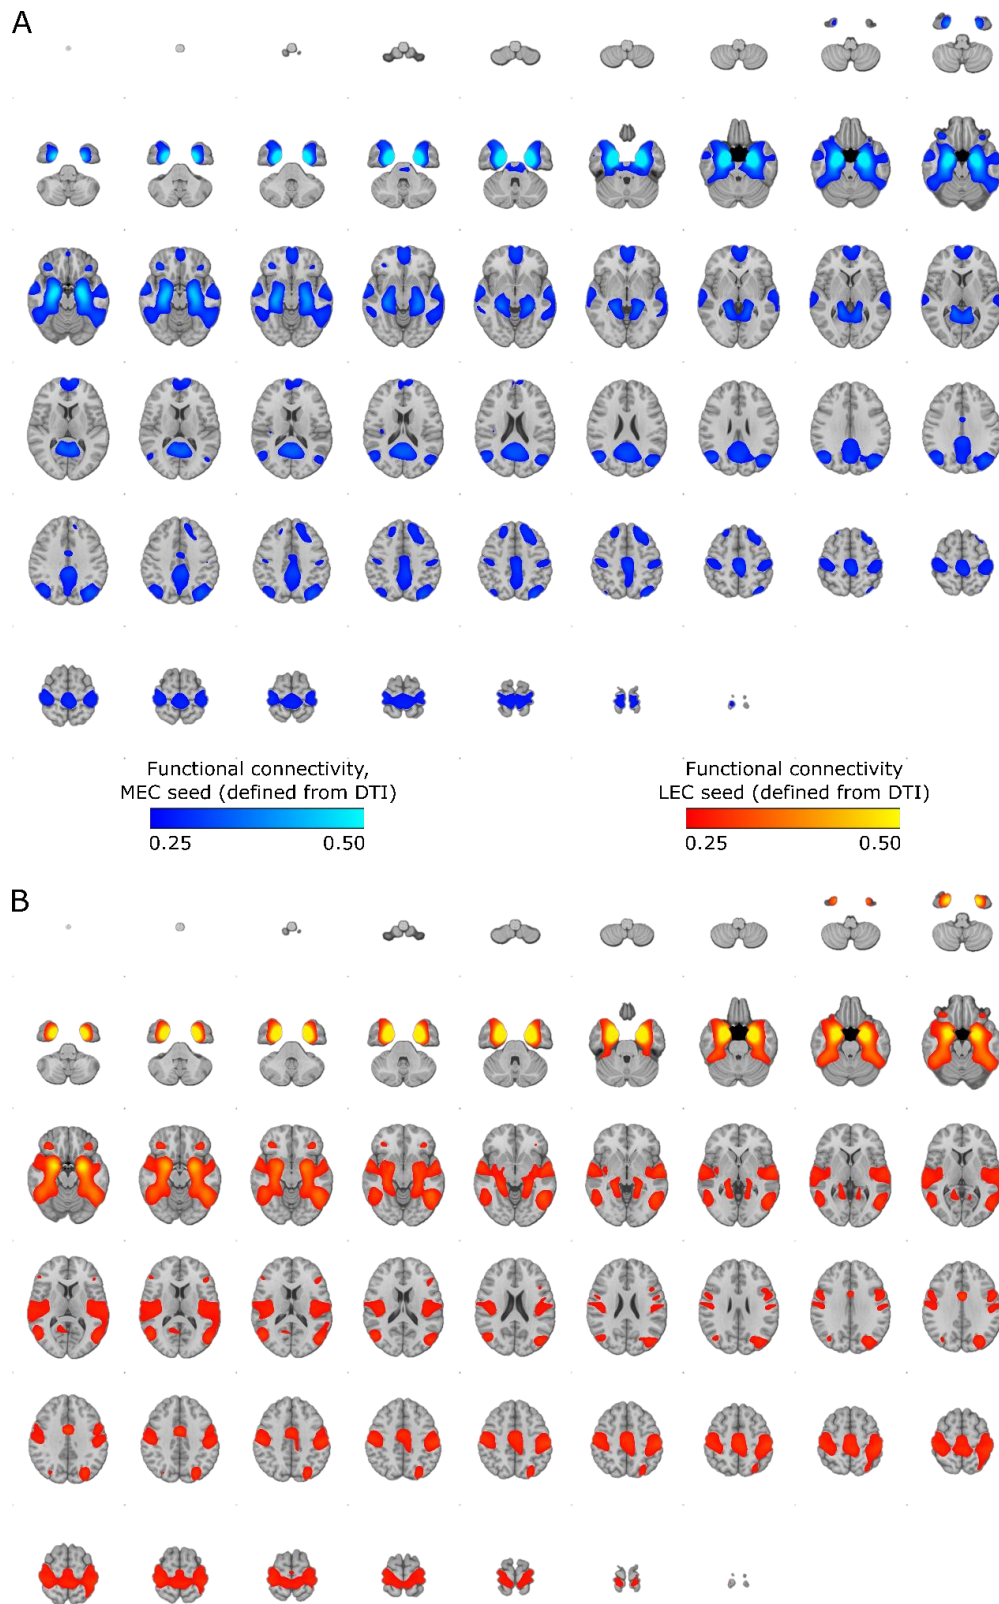 A
Functional connectivity,
MEC seed (defined from DTI)
0.25 0.50
Functional connectivity
LEC seed (defined from DTI)
0.25 0.50
B